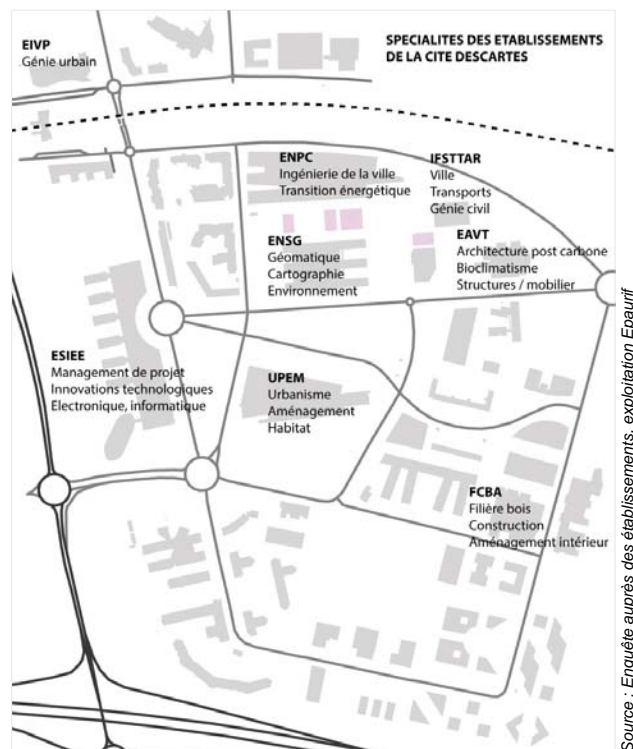 EIVP
Génie urbain
SPECIALITES DES ETABLISSEMENTS
DE LA CITE DESCARTES
ENPC
Ingénierie de la ville
Transition énergétique
IFSTTAR
Ville
Transports
Génie civil
ENSG
Géomatique
Cartographie
Environnement
EAVT
Architecture post carbone
Bioclimatisme
Structures / mobilier
ESIEE
Management de projet
Innovations technologiques
Electronique, informatique
UPEM
Urbanisme
Aménagement
Habitat
FCBA
Filière bois
Construction
Aménagement intérieur
Source : Enquête auprès des établissements, exploitation Epaurif